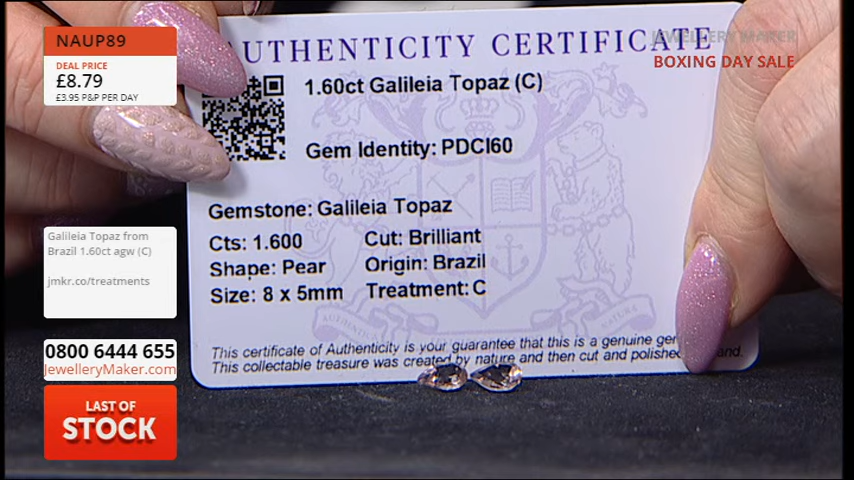 NAUP89
DEAL PRICE
£8.79
£3.95 P&P PER DAY
JEWELLERY MAKER
BOXING DAY SALE
AUTHENTICITY CERTIFICATE
1.60ct Galileia Topaz (C)
Gem Identity: PDCI60
Gemstone: Galileia Topaz
Cts: 1.600 Cut: Brilliant
Shape: Pear Origin: Brazil
Size: 8 x 5mm Treatment: C
This certificate of Authenticity is your guarantee that this is a genuine
This collectable treasure was created by nature and then cut and polished
Galileia Topaz from
Brazil 1.60ct agw (C)
jmkr.co/treatments
0800 6444 655
JewelleryMaker.com
LAST OF
STOCK